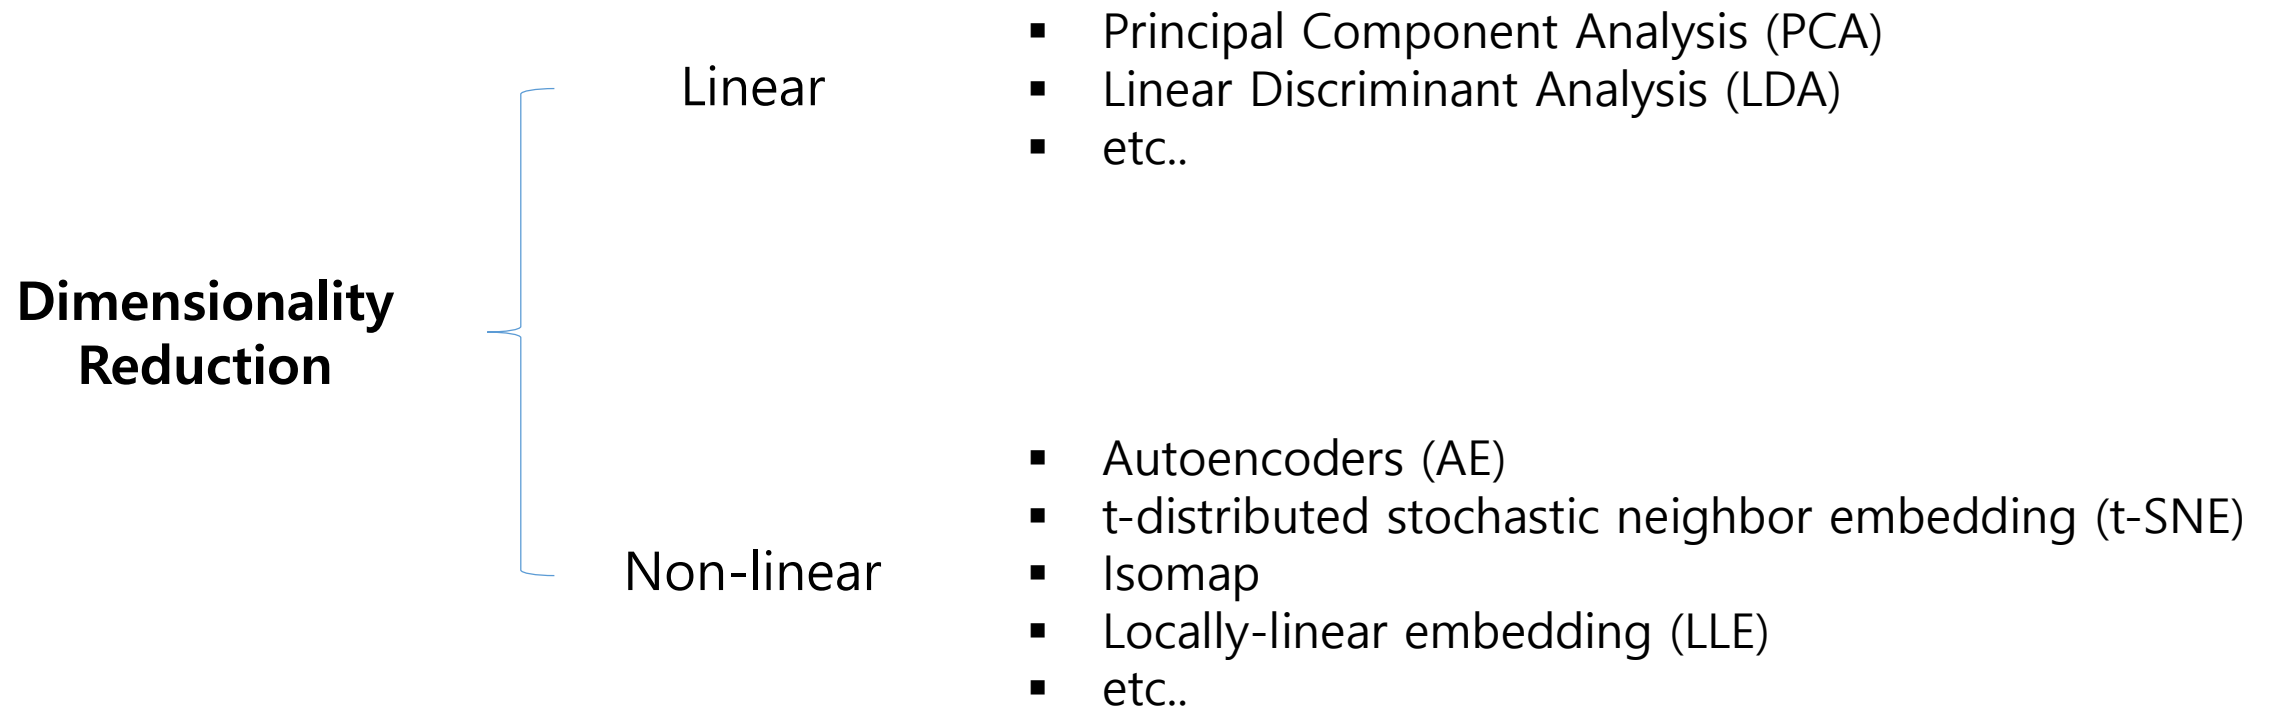 Dimensionality
Reduction
Linear
▪ Principal Component Analysis (PCA)
▪ Linear Discriminant Analysis (LDA)
▪ etc..
Non-linear
▪ Autoencoders (AE)
▪ t-distributed stochastic neighbor embedding (t-SNE)
▪ Isomap
▪ Locally-linear embedding (LLE)
▪ etc..